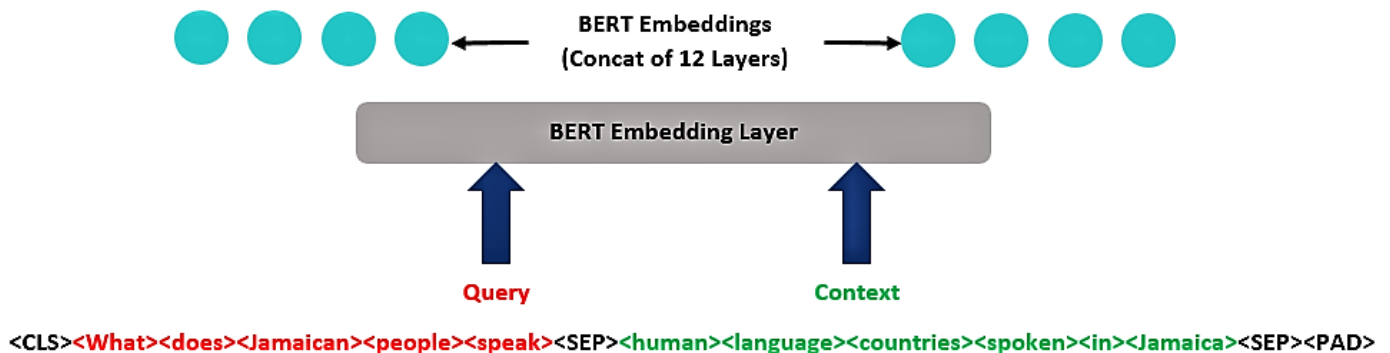 BERT Embeddings
(Concat of 12 Layers)
BERT Embedding Layer
Query
Context
<CLS><What><does><Jamaican><people><speak><SEP><human><language><countries><spoken><in><Jamaica><SEP><PAD>